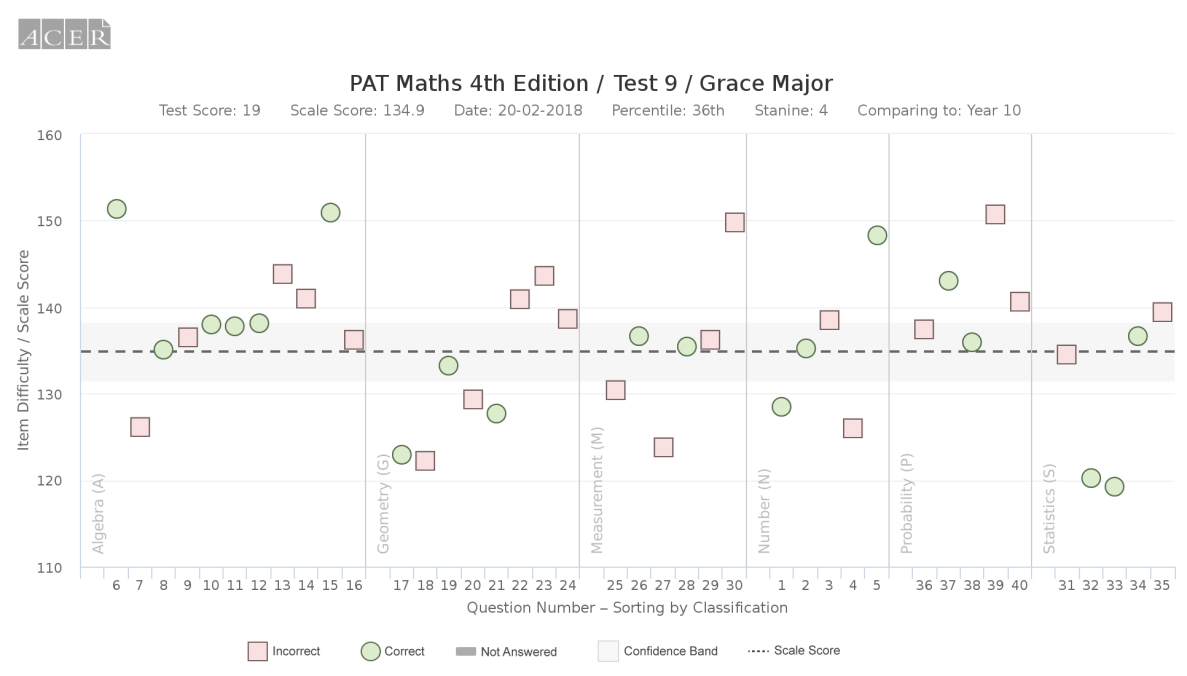 ACER
PAT Maths 4th Edition / Test 9 / Grace Major
Test Score: 19 Scale Score: 134.9 Date: 20-02-2018 Percentile: 36th Stanine: 4 Comparing to: Year 10
Item Difficulty / Scale Score
160
150
140
130
120
110
Algebra (A)
Geometry (G)
Measurement (M)
Number (N)
Probability (P)
Statistics (S)
6 7 8 9 10 11 12 13 14 15 16 17 18 19 20 21 22 23 24 25 26 27 28 29 30 1 2 3 4 5 36 37 38 39 40 31 32 33 34 35
Question Number – Sorting by Classification
Incorrect Correct Not Answered Confidence Band Scale Score